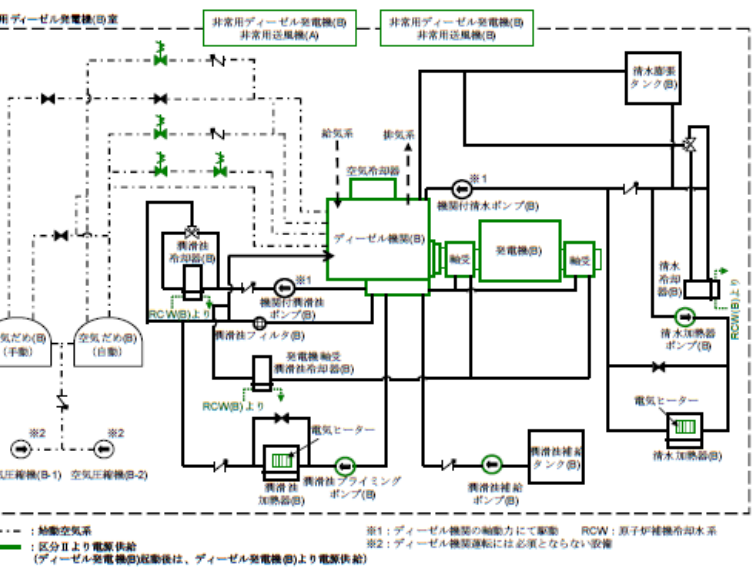 用ディーゼル発電機(B)室
非常用ディーゼル発電機(B)
非常用送風機(A)
非常用ディーゼル発電機(B)
非常用送風機(B)
清水膨張
タンク(B)
給気系
排気系
空気冷却器
※1
機関付清水ポンプ(B)
ディーゼル機関(B)
軸受
発電機(B)
軸受
潤滑油
冷却器(B)
清水
冷却
器(B)
RCW(B)より
※1
機関付潤滑油
ポンプ(B)
RCW(B)より
清水加熱器
ポンプ(B)
潤滑油フィルタ(B)
気だめ(B)
(手動)
空気だめ(B)
(自動)
発電機軸受
潤滑油冷却器(B)
RCW(B)より
電気ヒーター
清水加熱器(B)
※2
※2
気圧縮機(B-1)
空気圧縮機(B-2)
電気ヒーター
潤滑油
加熱器(B)
潤滑油プライミング
ポンプ(B)
潤滑油補給
タンク(B)
潤滑油補給
ポンプ(B)
:始動空気系
:区分Ⅱより電源供給
(ディーゼル発電機(B)起動後は、ディーゼル発電機(B)より電源供給)
※1:ディーゼル機関の軸動力にて駆動 RCW:原子炉補機冷却水系
※2:ディーゼル機関運転には必須とならない設備